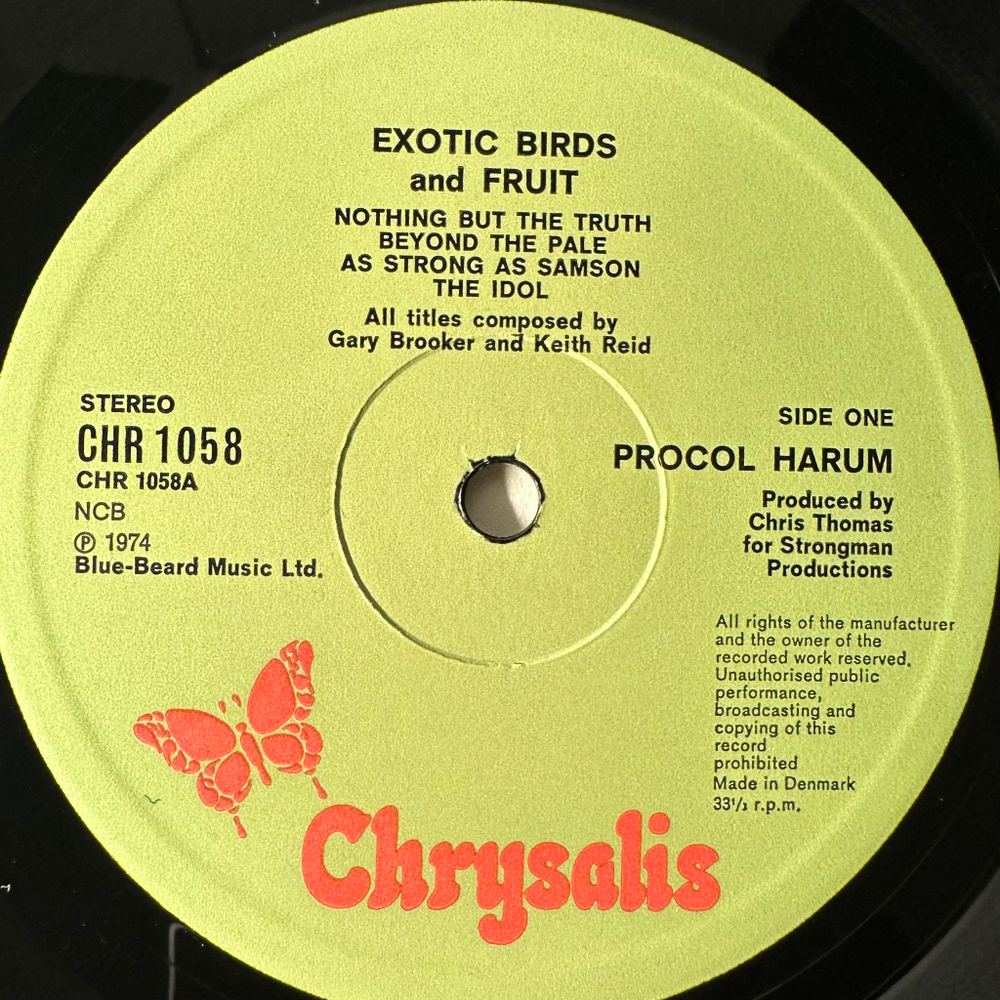 EXOTIC BIRDS
and FRUIT
NOTHING BUT THE TRUTH
BEYOND THE PALE
AS STRONG AS SAMSON
THE IDOL
All titles composed by
Gary Brooker and Keith Reid
STEREO
CHR 1058
CHR 1058A
NCB
℗ 1974
Blue-Beard Music Ltd.
SIDE ONE
PROCOL HARUM
Produced by
Chris Thomas
for Strongman
Productions
All rights of the manufacturer
and the owner of the
recorded work reserved.
Unauthorised public
performance,
broadcasting and
copying of this
record
prohibited
Made in Denmark
33⅓ r.p.m.
Chrysalis